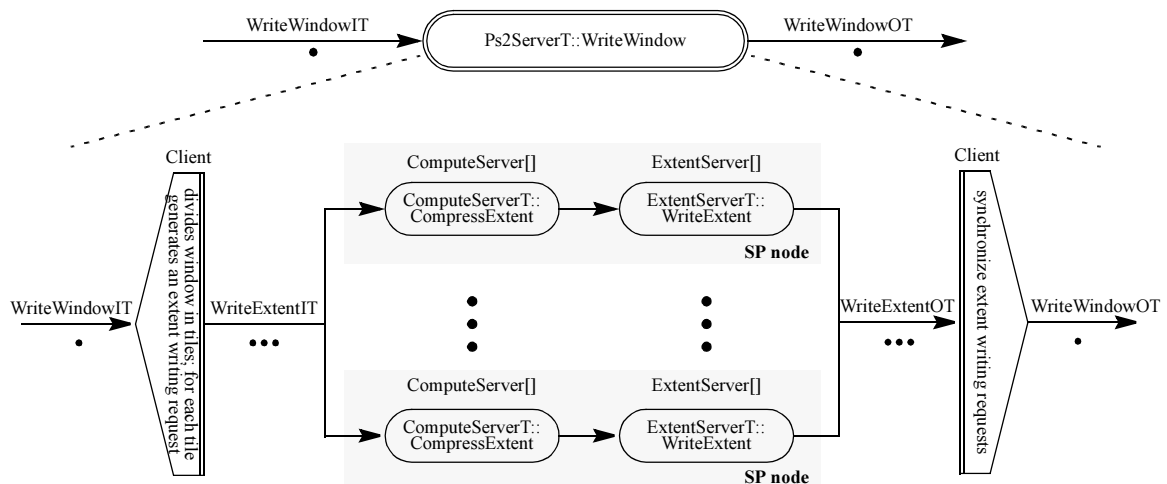 WriteWindowIT
Ps2ServerT::WriteWindow
WriteWindowOT
Client
divides window in tiles; for each tile
generates an extent writing request
WriteWindowIT
WriteExtentIT
ComputeServer[]
ExtentServer[]
ComputeServerT::
CompressExtent
ExtentServerT::
WriteExtent
SP node
ComputeServer[]
ExtentServer[]
ComputeServerT::
CompressExtent
ExtentServerT::
WriteExtent
SP node
WriteExtentOT
Client
synchronize extent writing requests
WriteWindowOT